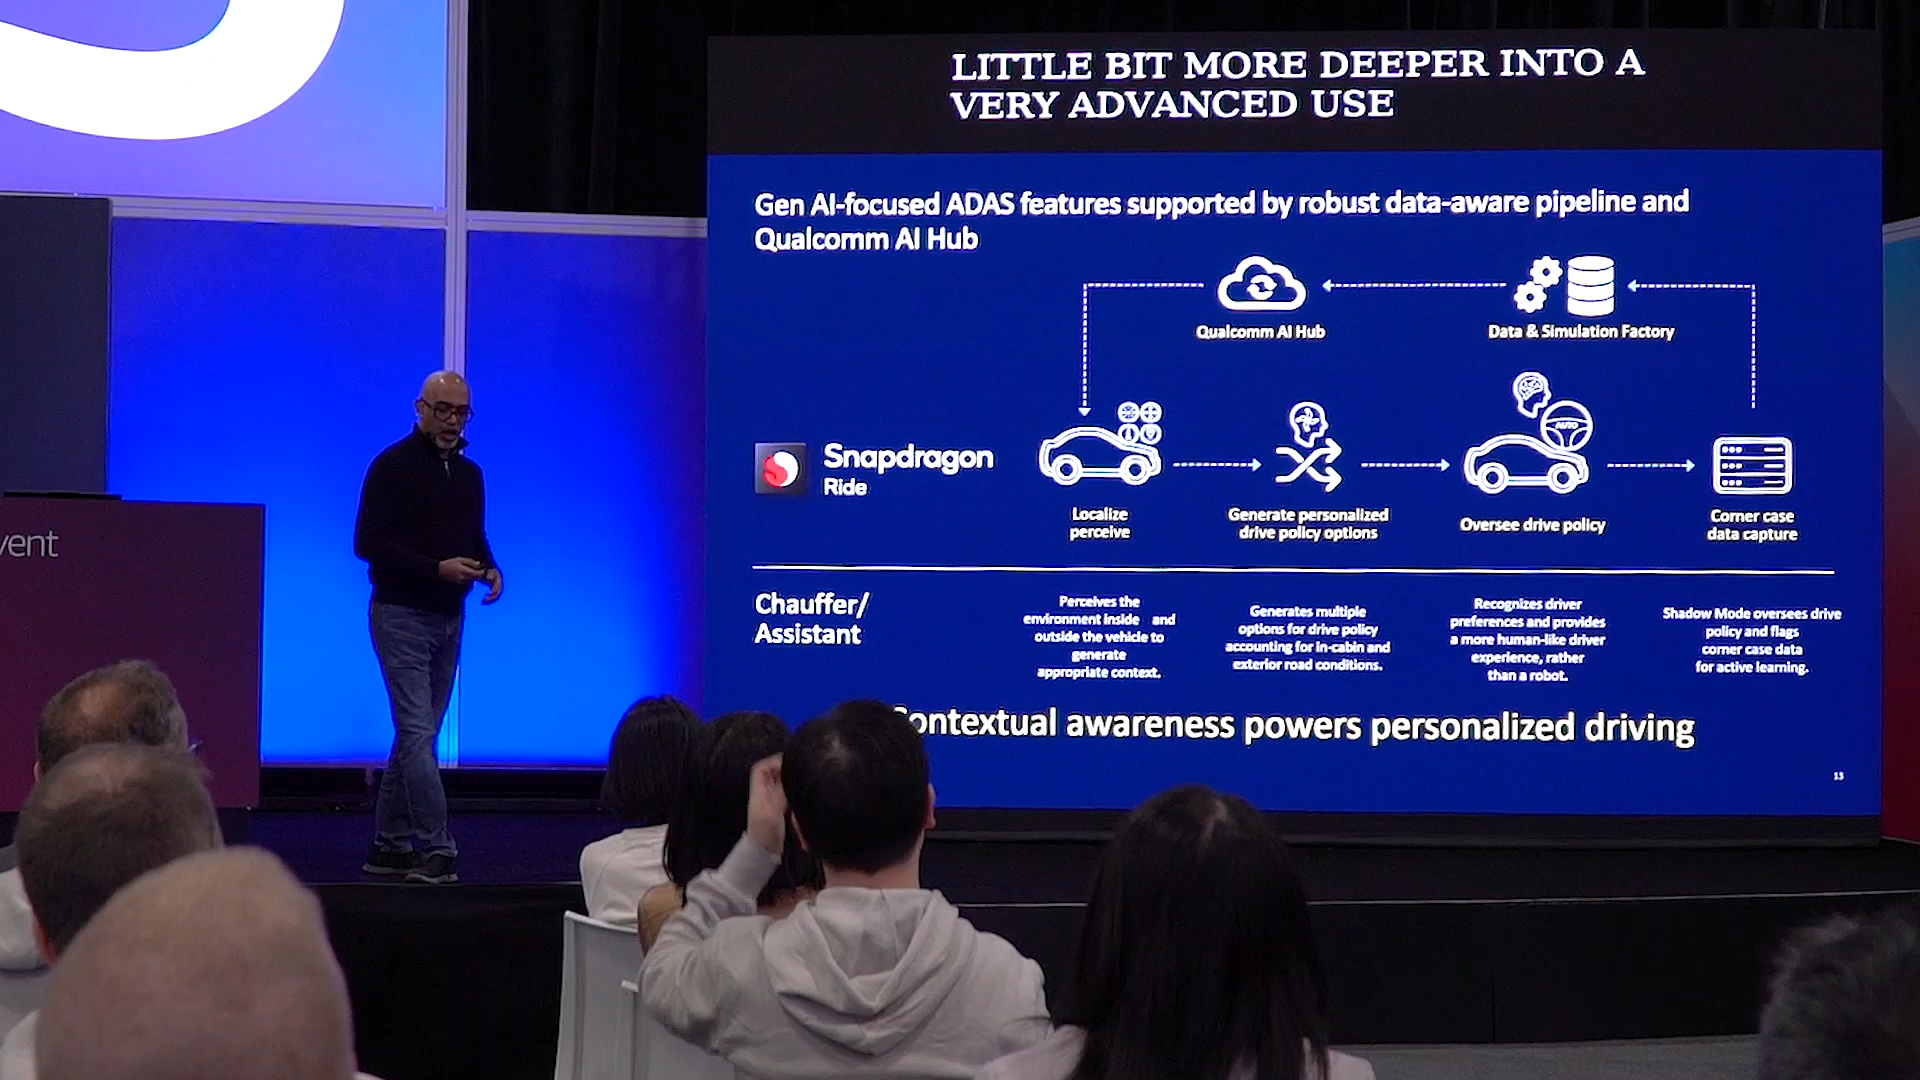 LITTLE BIT MORE DEEPER INTO A
VERY ADVANCED USE
Gen AI-focused ADAS features supported by robust data-aware pipeline and
Qualcomm AI Hub
Qualcomm AI Hub
Data & Simulation Factory
AUTO
Snapdragon
Ride
Localize
perceive
Generate personalized
drive policy options
Oversee drive policy
Corner case
data capture
Chauffer/
Assistant
Perceives the
environment inside and
outside the vehicle to
generate
appropriate context.
Generates multiple
options for drive policy
accounting for in-cabin and
exterior road conditions.
Recognizes driver
preferences and provides
a more human-like driver
experience, rather
than a robot.
Shadow Mode oversees drive
policy and flags
corner case data
for active learning.
Contextual awareness powers personalized driving
13
vent